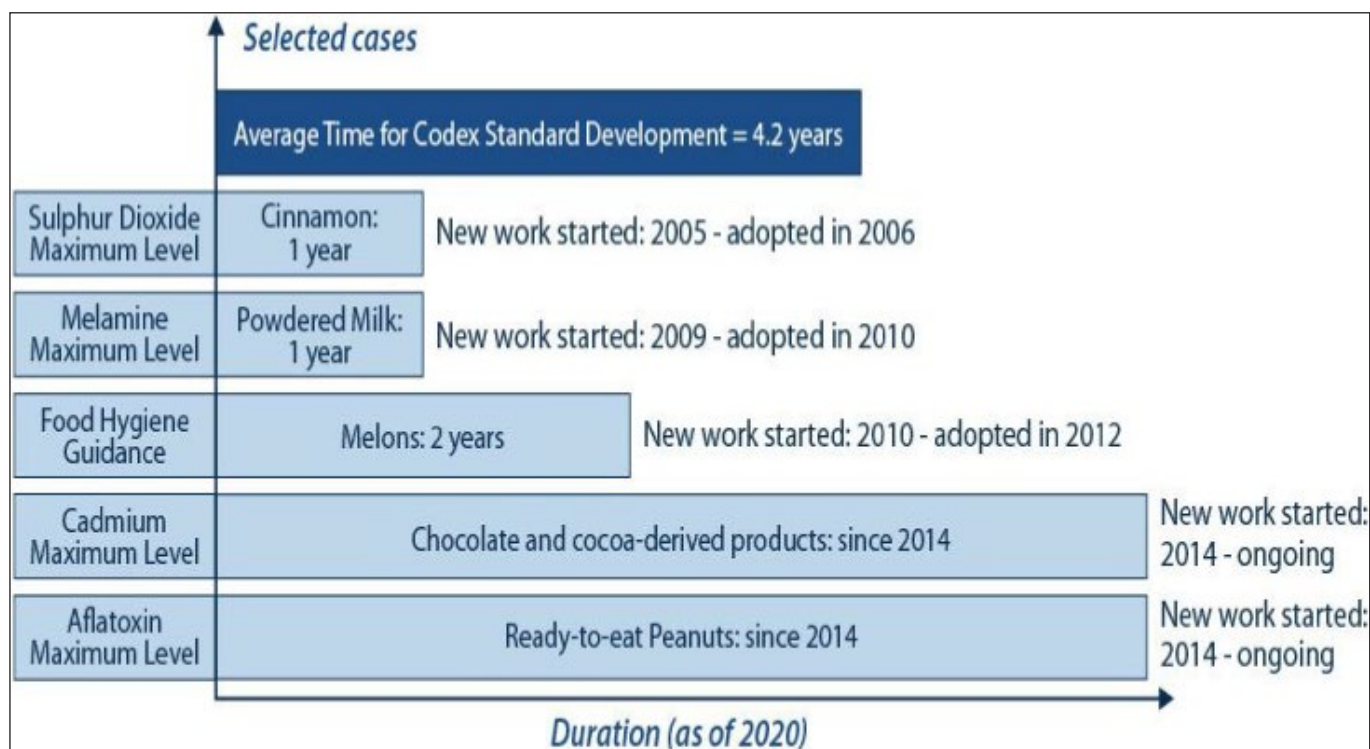 Selected cases
Average Time for Codex Standard Development = 4.2 years
Sulphur Dioxide
Maximum Level
Cinnamon:
1 year
New work started: 2005 - adopted in 2006
Melamine
Maximum Level
Powdered Milk:
1 year
New work started: 2009 - adopted in 2010
Food Hygiene
Guidance
Melons: 2 years
New work started: 2010 - adopted in 2012
Cadmium
Maximum Level
Chocolate and cocoa-derived products: since 2014
New work started:
2014 - ongoing
Aflatoxin
Maximum Level
Ready-to-eat Peanuts: since 2014
New work started:
2014 - ongoing
Duration (as of 2020)